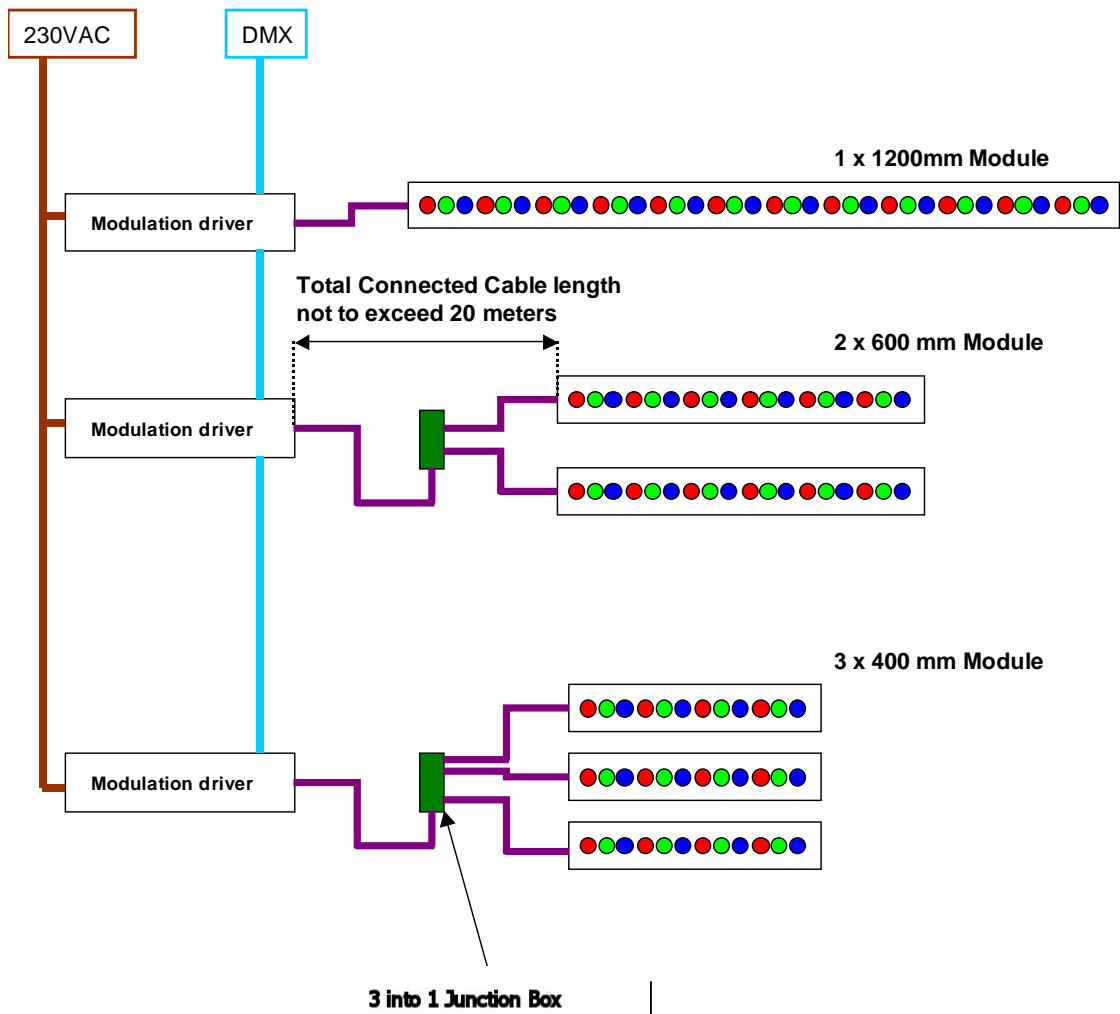 230VAC
DMX
1 x 1200mm Module
Modulation driver
Total Connected Cable length
not to exceed 20 meters
2 x 600 mm Module
Modulation driver
3 x 400 mm Module
Modulation driver
3 into 1 Junction Box